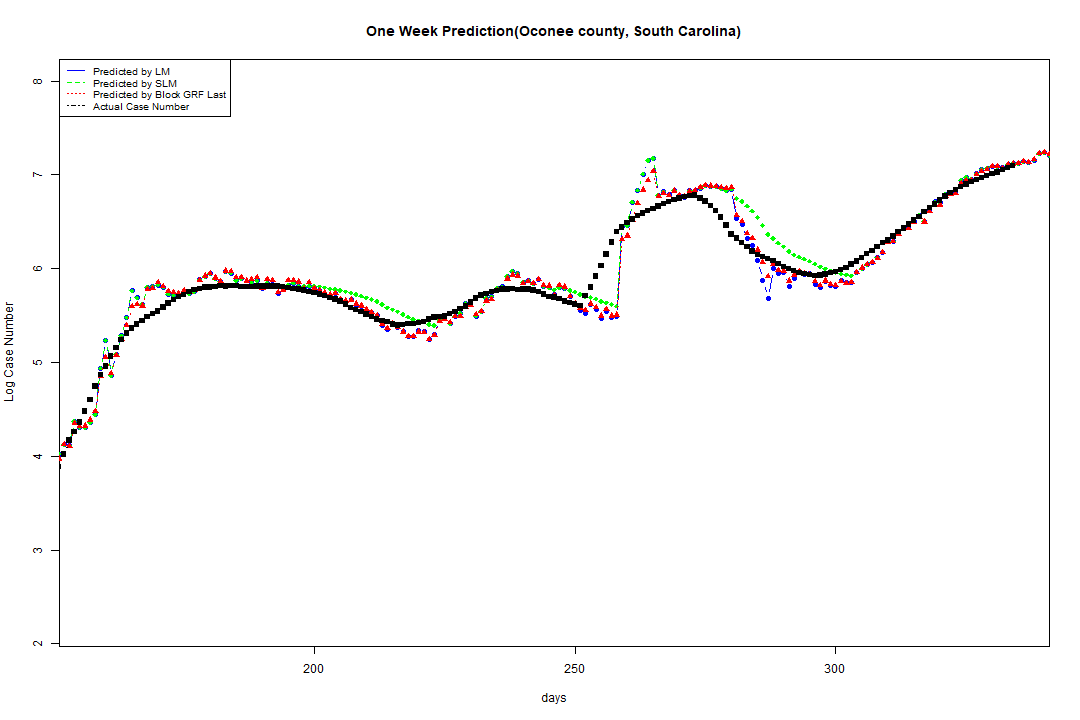 One Week Prediction(Oconee county, South Carolina)
Predicted by LM
Predicted by SLM
Predicted by Block GRF Last
Actual Case Number
8
7
6
5
4
3
2
Log Case Number
200 250 300
days